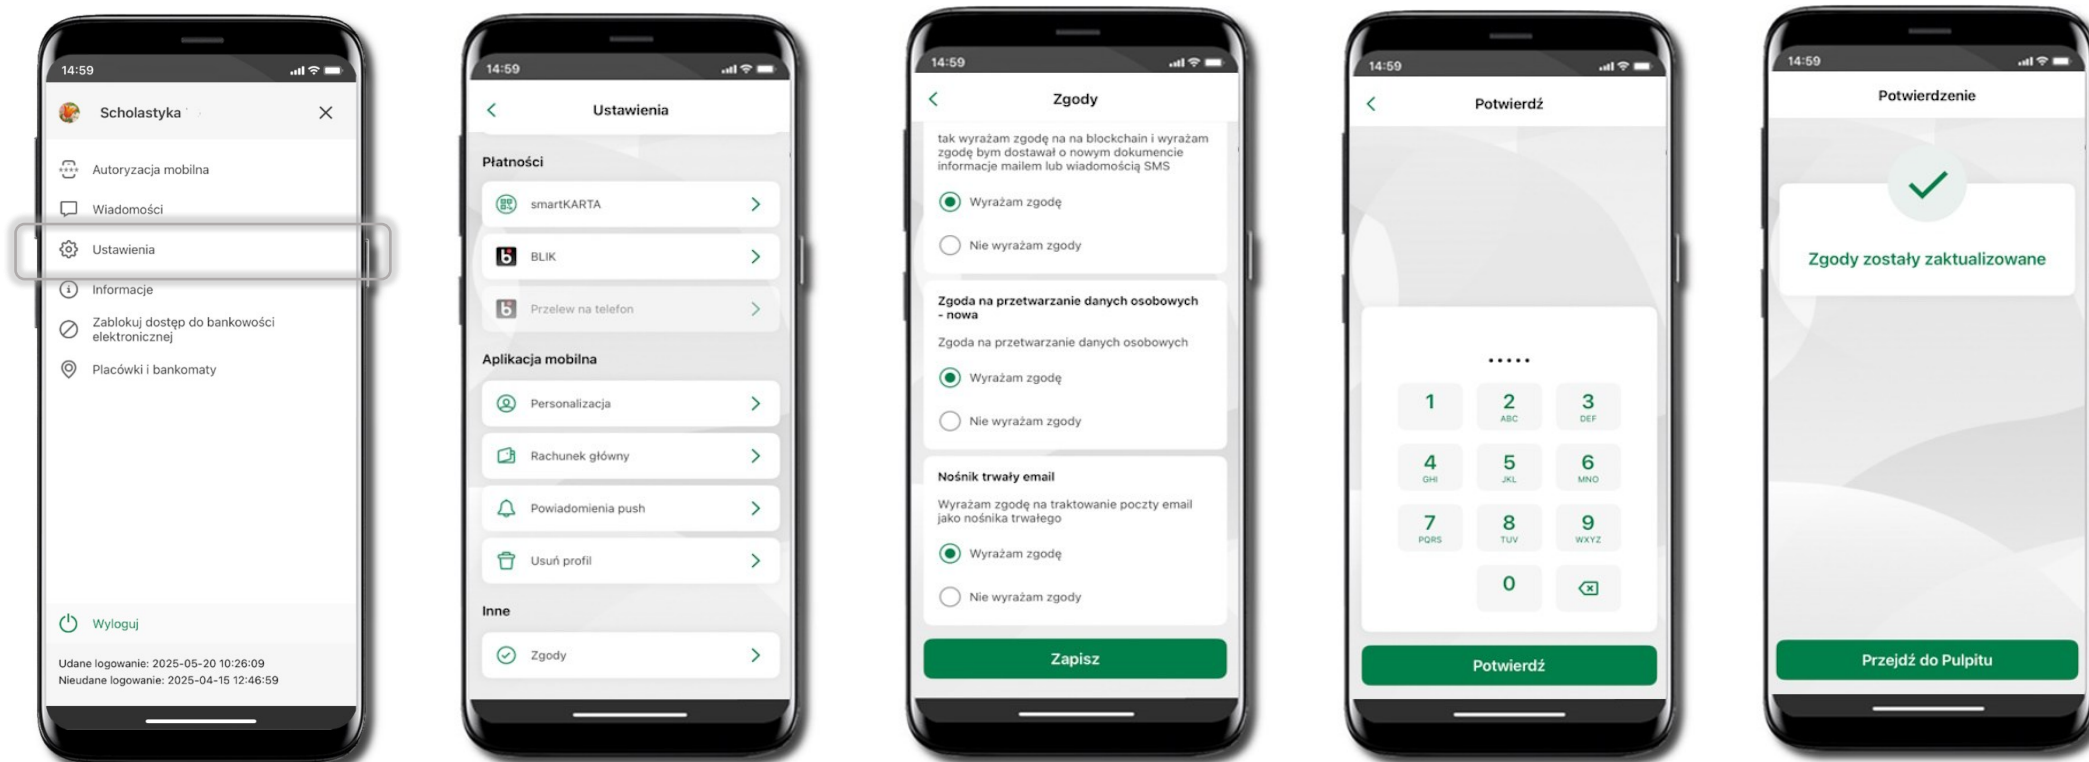 14:59
Scholastyka
Autoryzacja mobilna
Wiadomości
Ustawienia
Informacje
Zablokuj dostęp do bankowości
elektronicznej
Placówki i bankomaty
Wyloguj
Udane logowanie: 2025-05-20 10:26:09
Nieudane logowanie: 2025-04-15 12:46:59
14:59
Ustawienia
Płatności
smartKARTA
BLIK
Przelew na telefon
Aplikacja mobilna
Personalizacja
Rachunek główny
Powiadomienia push
Usuń profil
Inne
Zgody
14:59
Zgody
tak wyrażam zgodę na na blockchain i wyrażam
zgodę bym dostawał o nowym dokumencie
informacje mailem lub wiadomością SMS
Wyrażam zgodę
Nie wyrażam zgody
Zgoda na przetwarzanie danych osobowych
- nowa
Zgoda na przetwarzanie danych osobowych
Wyrażam zgodę
Nie wyrażam zgody
Nośnik trwały email
Wyrażam zgodę na traktowanie poczty email
jako nośnika trwałego
Wyrażam zgodę
Nie wyrażam zgody
Zapisz
14:59
Potwierdź
1 2 3
ABC DEF
4 5 6
GHI JKL MNO
7 8 9
PQRS TUV WXYZ
0
Potwierdź
14:59
Potwierdzenie
Zgody zostały zaktualizowane
Przejdź do Pulpitu